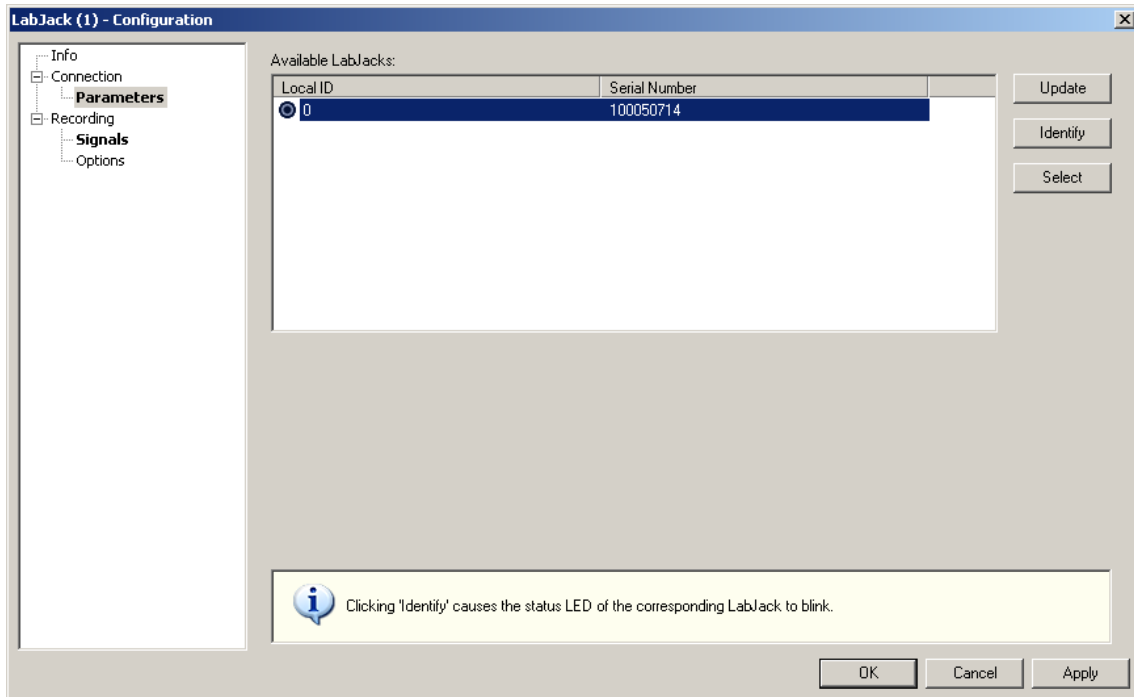 LabJack (1) - Configuration
Info
Connection
Parameters
Recording
Signals
Options
Available LabJacks:
Local ID Serial Number
0 100050714
Update
Identify
Select
Clicking 'Identify' causes the status LED of the corresponding LabJack to blink.
OK Cancel Apply